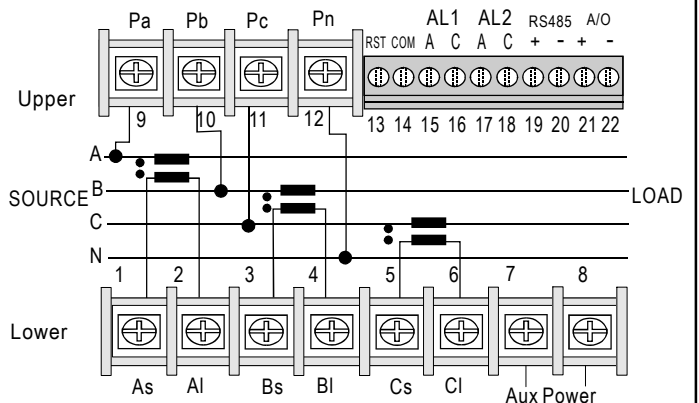 Pa Pb Pc Pn AL1 AL2 RS485 A/O
RST COM A C A C + - + -
Upper
9 10 11 12 13 14 15 16 17 18 19 20 21 22
A
B
SOURCE LOAD
C
N
1 2 3 4 5 6 7 8
Lower
As Al Bs Bl Cs Cl Aux Power